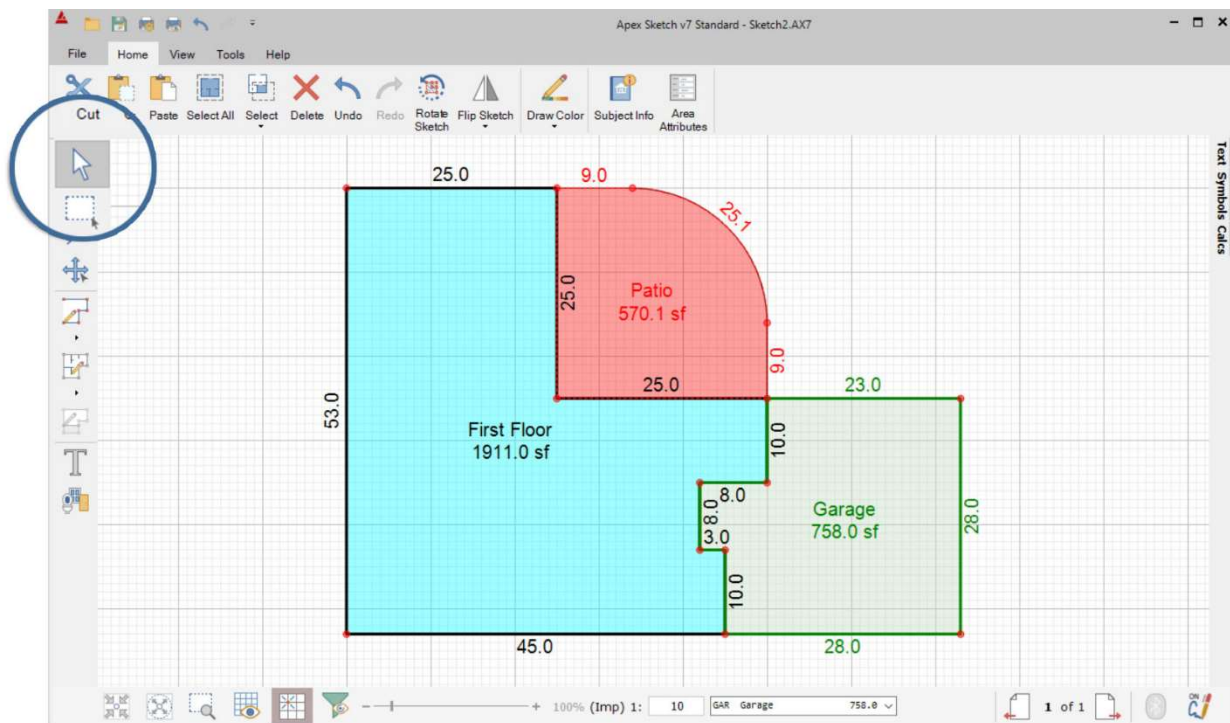 Apex Sketch v7 Standard - Sketch2.AX7
File Home View Tools Help
Cut Paste Select All Select Delete Undo Redo Rotate Sketch Flip Sketch Draw Color Subject Info Area Attributes
Text Symbols Calcs
25.0 9.0
25.1
25.0
Patio
570.1 sf
9.0
25.0 23.0
53.0
First Floor
1911.0 sf
10.0
8.0
8.0
3.0
Garage
758.0 sf
28.0
10.0
45.0 28.0
T
100% (Imp) 1: 10 GAR Garage 758.0 1 of 1 ON